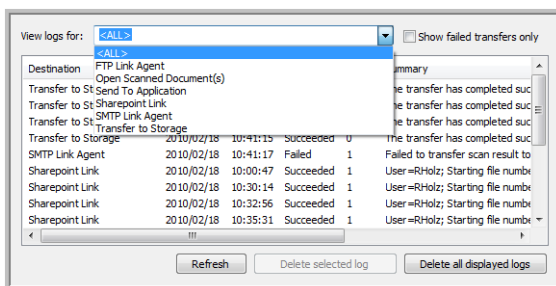 View logs for: <ALL> Show failed transfers only
<ALL>
FTP Link Agent
Open Scanned Document(s)
Send To Application
Sharepoint Link
SMTP Link Agent
Transfer to Storage
Destination
Transfer to St he transfer has completed suc
Transfer to St he transfer has completed suc
Transfer to St he transfer has completed suc
Transfer to Storage 2010/02/18 10:41:15 Succeeded 0 The transfer has completed suc
SMTP Link Agent 2010/02/18 10:41:17 Failed 1 Failed to transfer scan result to
Sharepoint Link 2010/02/18 10:00:47 Succeeded 1 User=RHolz; Starting file numbe
Sharepoint Link 2010/02/18 10:30:14 Succeeded 1 User=RHolz; Starting file numbe
Sharepoint Link 2010/02/18 10:32:56 Succeeded 1 User=RHolz; Starting file numbe
Sharepoint Link 2010/02/18 10:35:31 Succeeded 1 User=RHolz; Starting file numbe
Refresh Delete selected log Delete all displayed logs